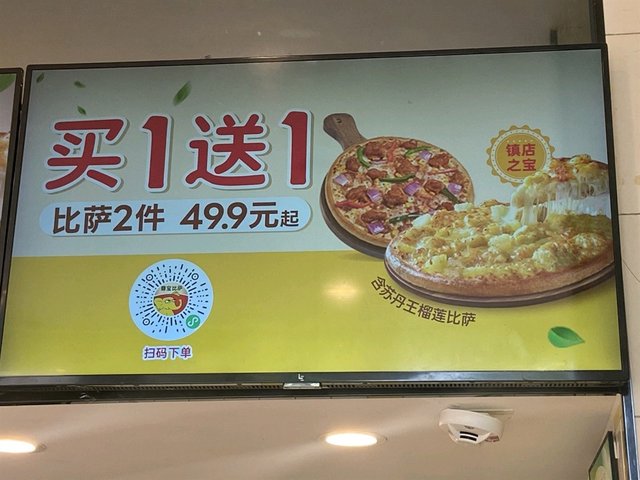 买1送1
比萨2件 49.9元起
镇店
之宝
含苏丹王榴莲比萨
尊宝比萨
扫码下单